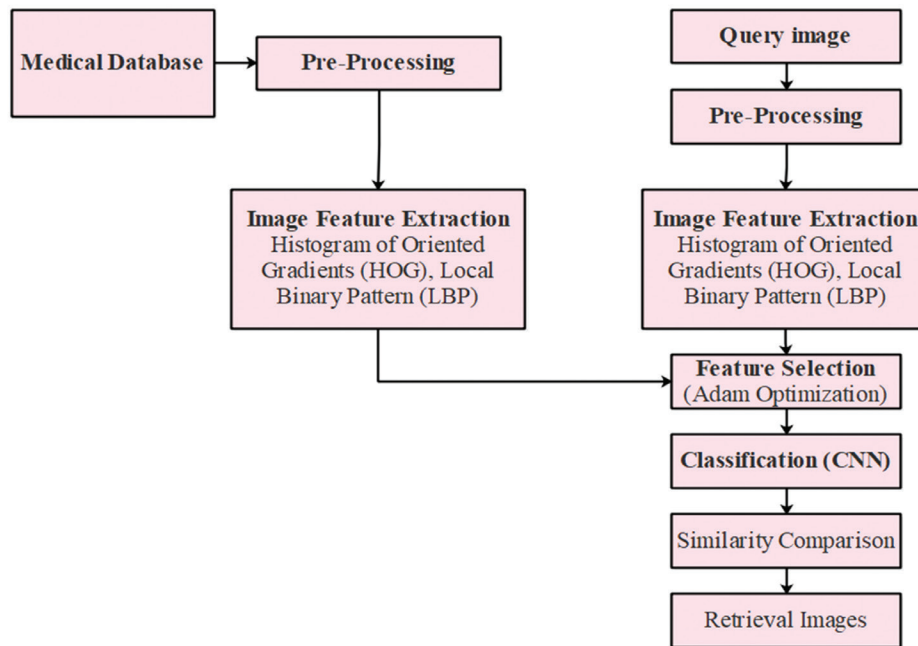 Medical Database
Pre-Processing
Image Feature Extraction
Histogram of Oriented
Gradients (HOG), Local
Binary Pattern (LBP)
Query image
Pre-Processing
Image Feature Extraction
Histogram of Oriented
Gradients (HOG), Local
Binary Pattern (LBP)
Feature Selection
(Adam Optimization)
Classification (CNN)
Similarity Comparison
Retrieval Images